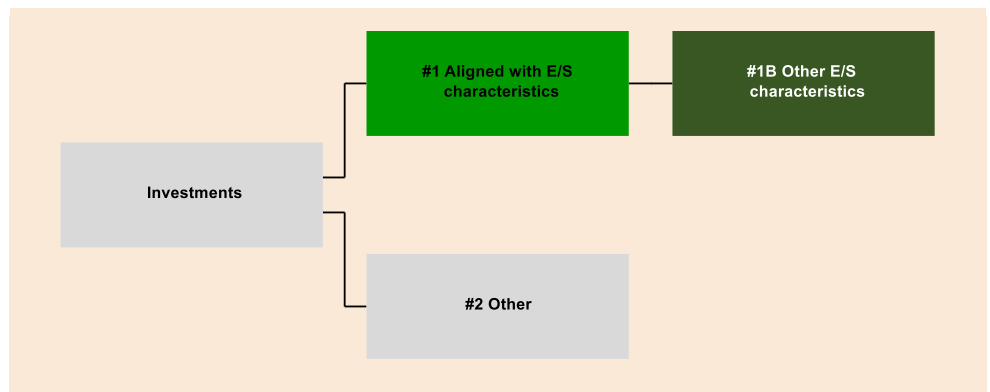 #1 Aligned with E/S
characteristics
#1B Other E/S
characteristics
Investments
#2 Other